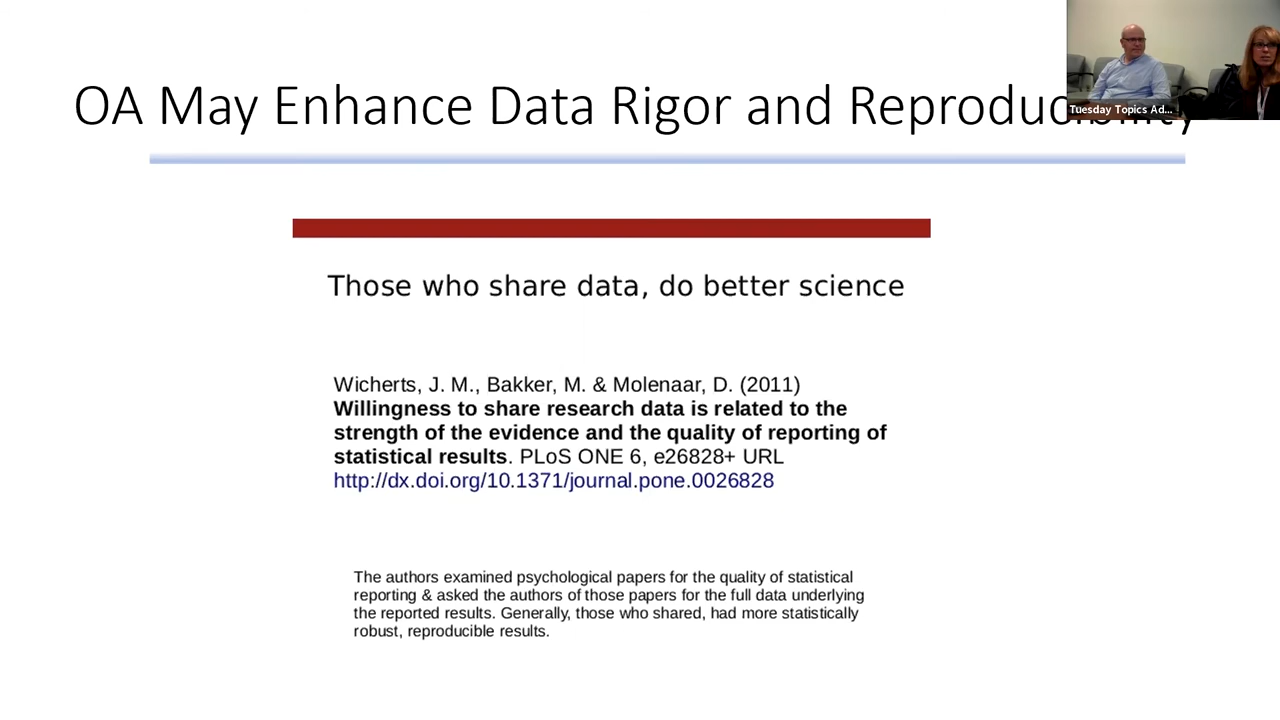 OA May Enhance Data Rigor and Reproducibility
Tuesday Topics Ad...
Those who share data, do better science
Wicherts, J. M., Bakker, M. & Molenaar, D. (2011)
Willingness to share research data is related to the
strength of the evidence and the quality of reporting of
statistical results. PLoS ONE 6, e26828+ URL
http://dx.doi.org/10.1371/journal.pone.0026828
The authors examined psychological papers for the quality of statistical
reporting & asked the authors of those papers for the full data underlying
the reported results. Generally, those who shared, had more statistically
robust, reproducible results.